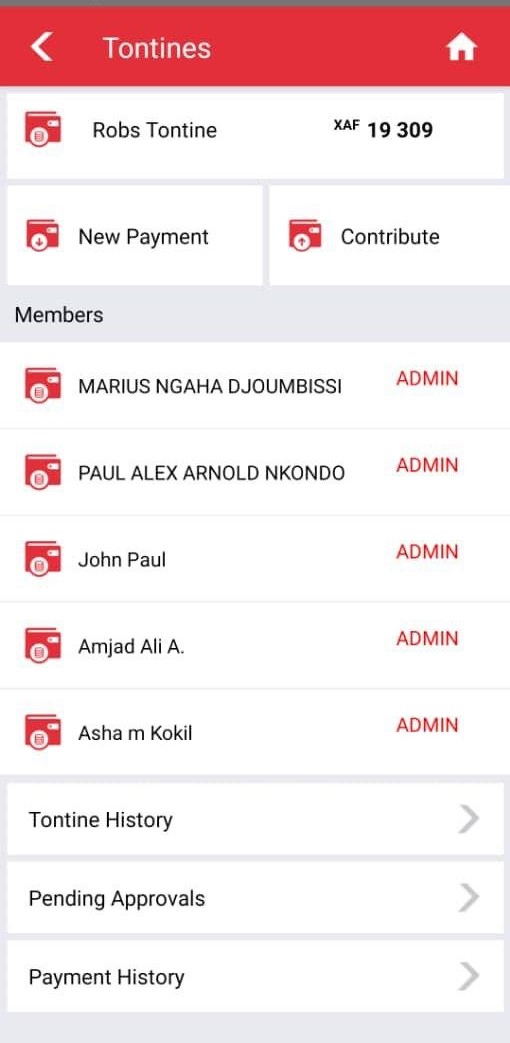 Tontines
Robs Tontine XAF 19 309
New Payment Contribute
Members
MARIUS NGAHA DJOUMBISSI ADMIN
PAUL ALEX ARNOLD NKONDO ADMIN
John Paul ADMIN
Amjad Ali A. ADMIN
Asha m Kokil ADMIN
Tontine History
Pending Approvals
Payment History